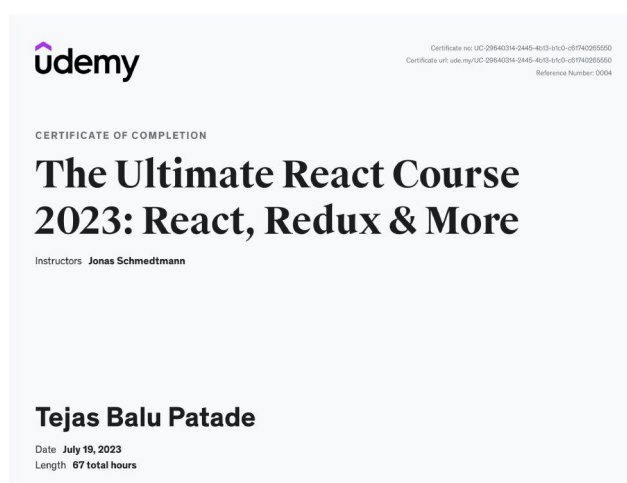 udemy
Certificate no: UC-29640314-2445-4b13-b1c0-c61740265550
Certificate url: ude.my/UC-29640314-2445-4b13-b1c0-c61740265550
Reference Number: 0004
CERTIFICATE OF COMPLETION
The Ultimate React Course
2023: React, Redux & More
Instructors Jonas Schmedtmann
Tejas Balu Patade
Date July 19, 2023
Length 67 total hours